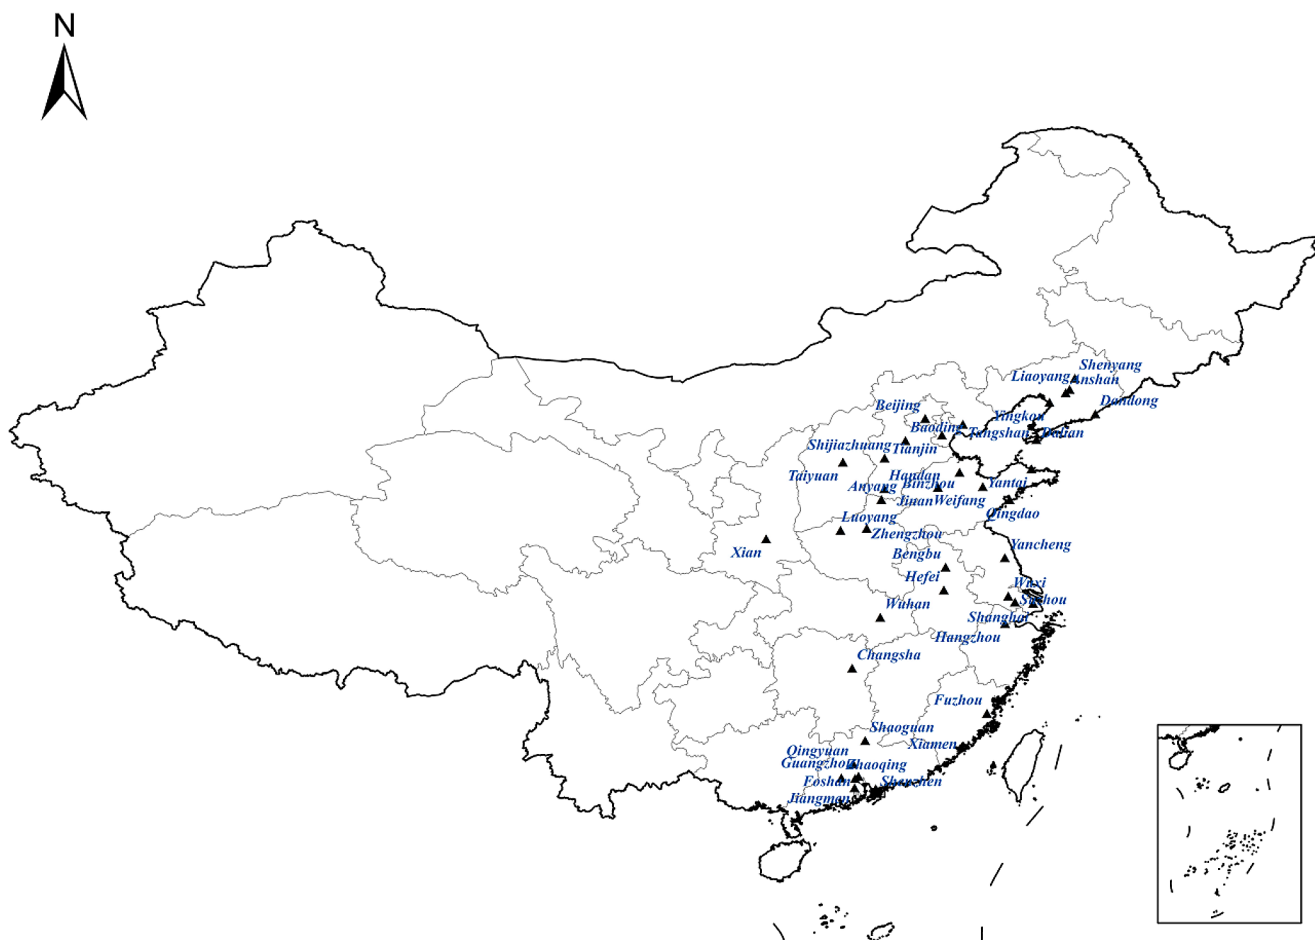 N
Shenyang
Liaoyang
Anshan
Dandong
Beijing
Yingkou
Baoding
Tangshan
Dalian
Shijiazhuang
Tianjin
Taiyuan
Handan
Anyang
Binzhou
Yantai
Jinan
Weifang
Qingdao
Luoyang
Zhengzhou
Yancheng
Xian
Bengbu
Hefei
Wuxi
Suzhou
Wuhan
Shanghai
Hangzhou
Changsha
Fuzhou
Shaoguan
Xiamen
Qingyuan
Guangzhou
Zhaoqing
Foshan
Shenzhen
Jiangmen